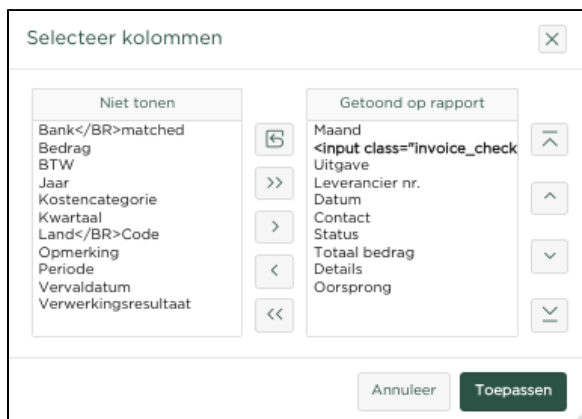 Selecteer kolommen
Niet tonen
Bank</BR>matched
Bedrag
BTW
Jaar
Kostencategorie
Kwartaal
Land</BR>Code
Opmerking
Periode
Vervaldatum
Verwerkingsresultaat
Getoond op rapport
Maand
<input class="invoice_check
Uitgave
Leverancier nr.
Datum
Contact
Status
Totaal bedrag
Details
Oorsprong
Annuleer
Toepassen